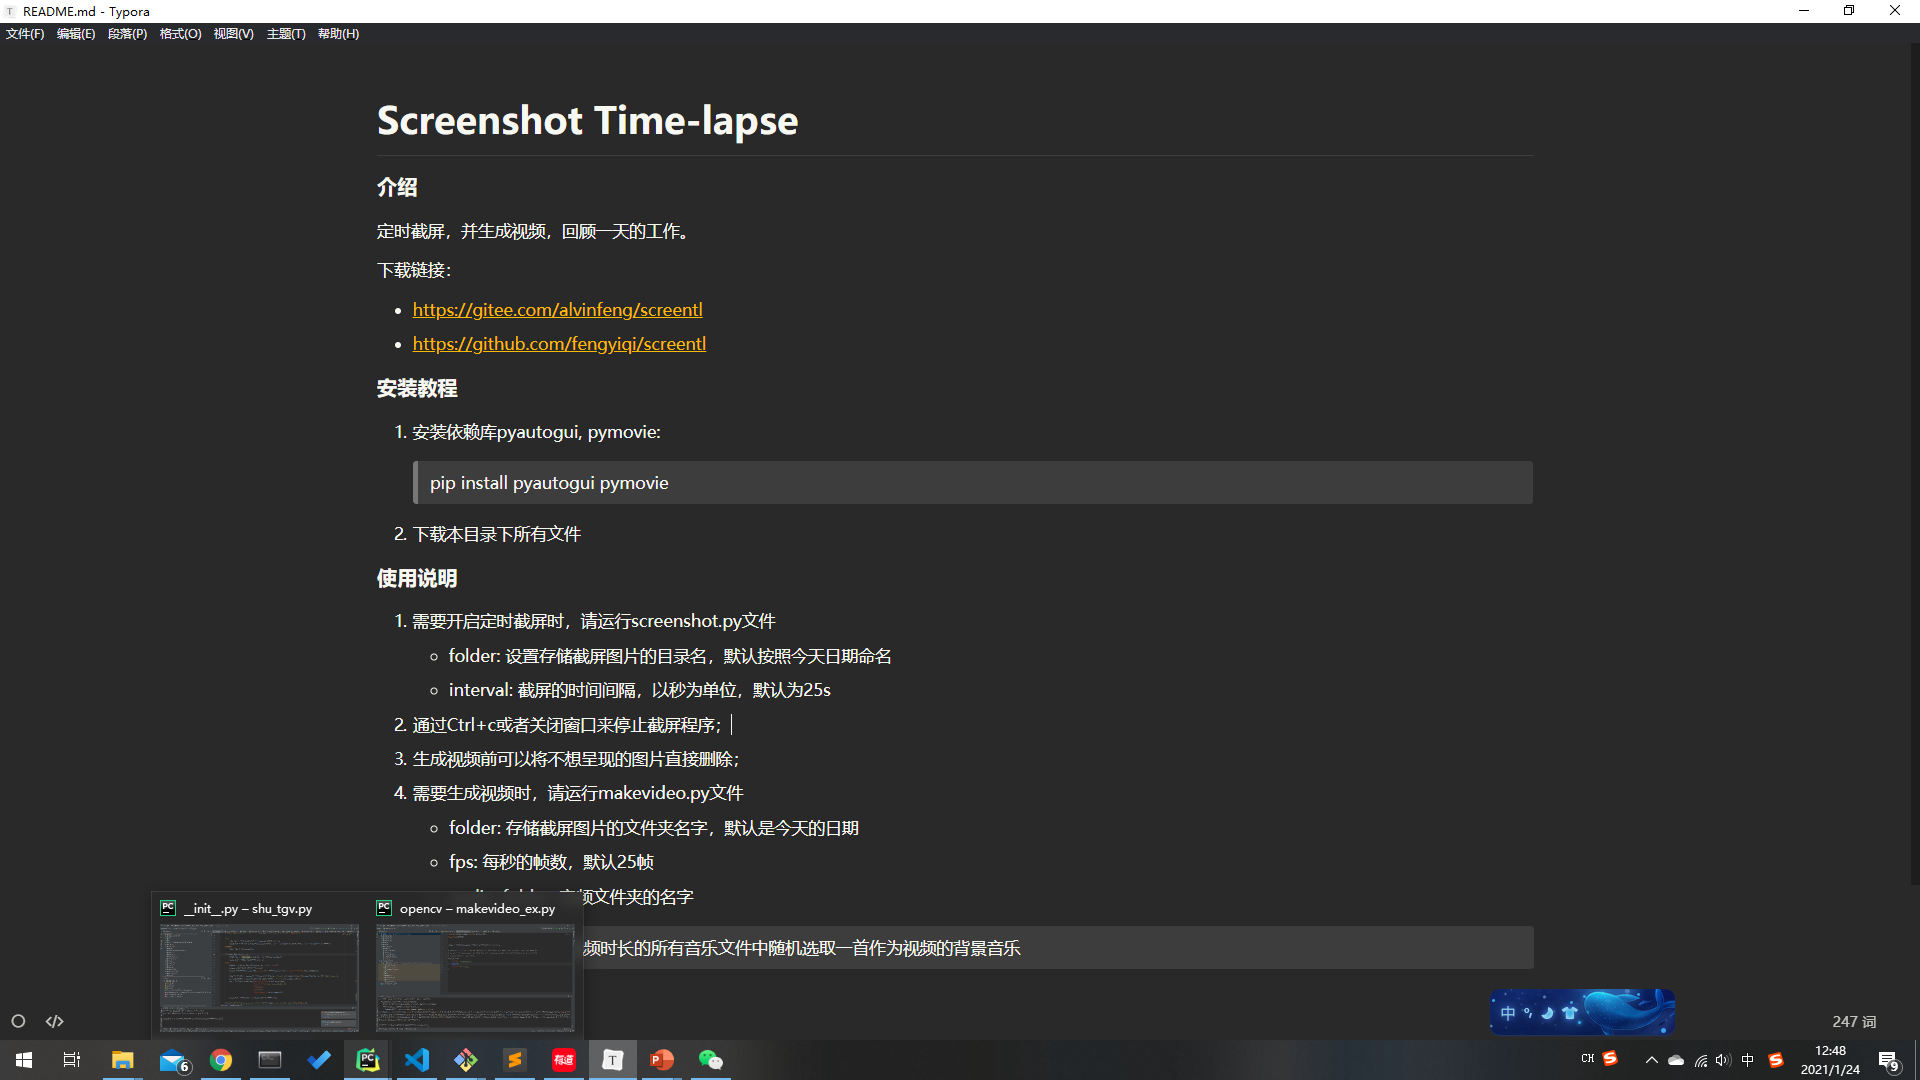 README.md - Typora
文件(F) 编辑(E) 段落(P) 格式(O) 视图(V) 主题(T) 帮助(H)
Screenshot Time-lapse
介绍
定时截屏，并生成视频，回顾一天的工作。
下载链接：
https://gitee.com/alvinfeng/screentl
https://github.com/fengyiqi/screentl
安装教程
1. 安装依赖库pyautogui, pymovie:
pip install pyautogui pymovie
2. 下载本目录下所有文件
使用说明
1. 需要开启定时截屏时，请运行screenshot.py文件
folder: 设置存储截屏图片的目录名，默认按照今天日期命名
interval: 截屏的时间间隔，以秒为单位，默认为25s
2. 通过Ctrl+c或者关闭窗口来停止截屏程序；
3. 生成视频前可以将不想呈现的图片直接删除；
4. 需要生成视频时，请运行makevideo.py文件
folder: 存储截屏图片的文件夹名字，默认是今天的日期
fps: 每秒的帧数，默认25帧
文件夹的名字
频时长的所有音乐文件中随机选取一首作为视频的背景音乐
__init__.py – shu_tgv.py
opencv – makevideo_ex.py
中
247 词
6
PC
有道
T
P
CH
中
12:48
2021/1/24
9